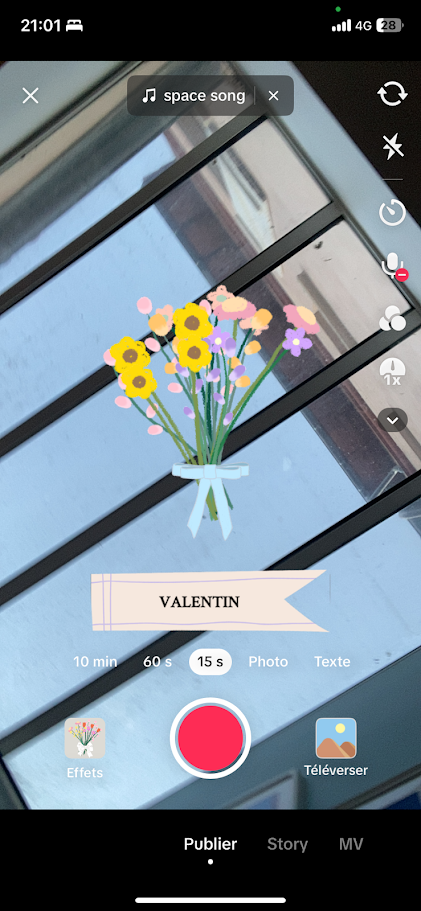 21:01
4G
28
space song
1x
VALENTIN
10 min
60 s
15 s
Photo
Texte
Effets
Téléverser
Publier
Story
MV